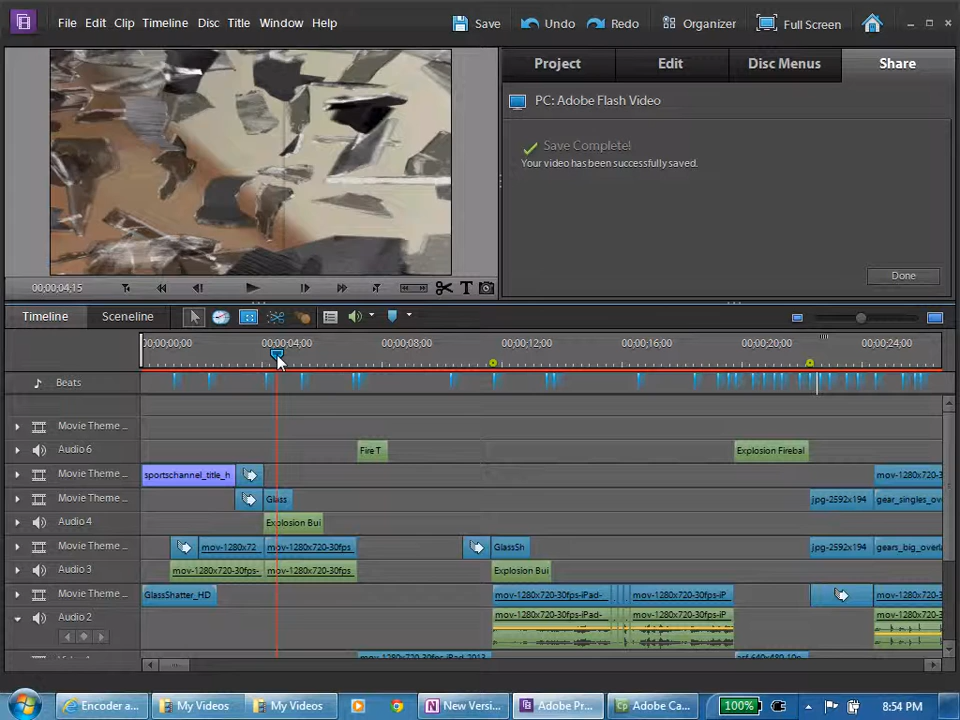 File Edit Clip Timeline Disc Title Window Help Save Undo Redo Organizer Full Screen
Project Edit Disc Menus Share
PC: Adobe Flash Video
Save Complete!
Your video has been successfully saved.
Done
00;00;04;15
Timeline Sceneline
00;00;00;00 00;00;04;00 00;00;08;00 00;00;12;00 00;00;16;00 00;00;20;00 00;00;24;00
Beats
Movie Theme ...
Audio 6 Fire T Explosion Firebal
Movie Theme ... sportschannel_title_h mov-1280x720
Movie Theme ... Glass jpg-2592x194 gear_singles_ov
Audio 4 Explosion Bui
Movie Theme ... mov-1280x72 mov-1280x720-30fps GlassSh jpg-2592x194 gears_big_overla
Audio 3 mov-1280x720-30fps- mov-1280x720-30fps Explosion Bui
Movie Theme ... GlassShatter_HD mov-1280x720-30fps-iPad- mov-1280x720-30fps-iP mov-1280x720
Audio 2 mov-1280x720-30fps-iPad- mov-1280x720-30fps-iP mov-1280x720
Encoder a... My Videos My Videos New Versi... Adobe Pr... Adobe Ca... 100% 8:54 PM